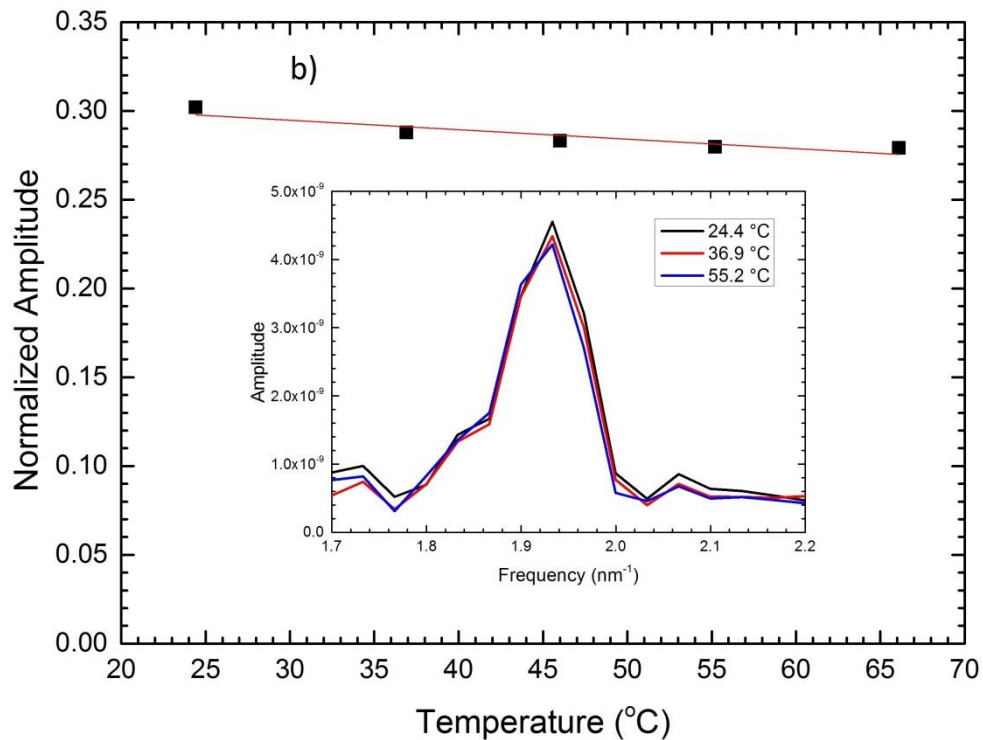 b)
Normalized Amplitude
0.35
0.30
0.25
0.20
0.15
0.10
0.05
0.00
20 25 30 35 40 45 50 55 60 65 70
Temperature (°C)
Amplitude
5.0x10⁻⁹
4.0x10⁻⁹
3.0x10⁻⁹
2.0x10⁻⁹
1.0x10⁻⁹
0.0
1.7 1.8 1.9 2.0 2.1 2.2
Frequency (nm⁻¹)
24.4 °C
36.9 °C
55.2 °C